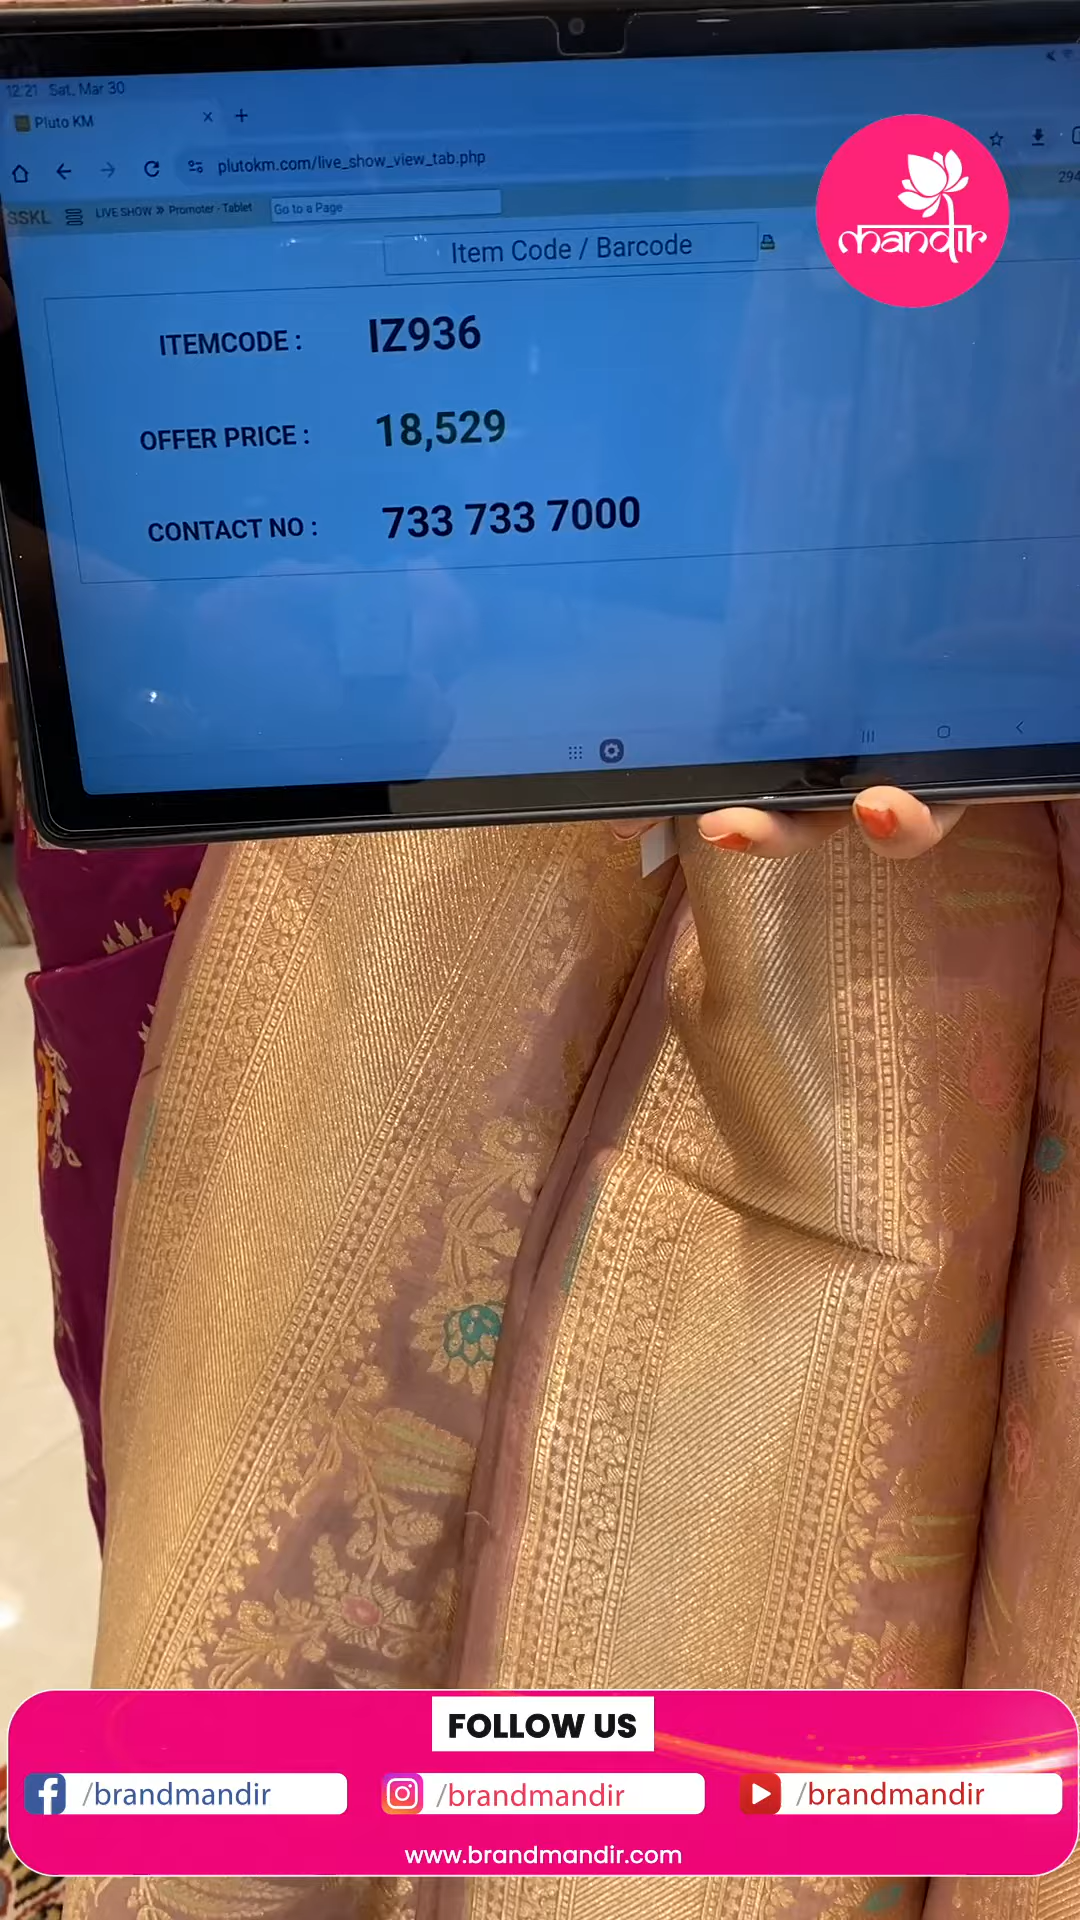 12:21 Sat, Mar 30
Pluto KM
plutokm.com/live_show_view_tab.php
294
SSKL LIVE SHOW » Promoter - Tablet Go to a Page
Item Code / Barcode
mandir
ITEMCODE : IZ936
OFFER PRICE : 18,529
CONTACT NO : 733 733 7000
FOLLOW US
/brandmandir /brandmandir /brandmandir
www.brandmandir.com